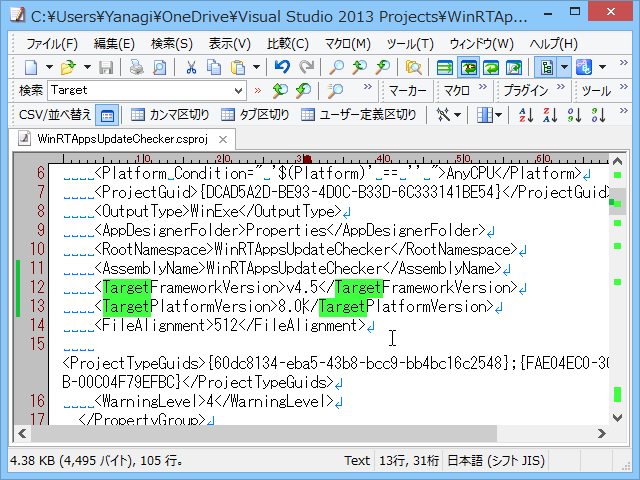 C:¥Users¥Yanagi¥OneDrive¥Visual Studio 2013 Projects¥WinRTAp...
ファイル(F) 編集(E) 検索(S) 表示(V) 比較(C) マクロ(M) ツール(T) ウィンドウ(W) ヘルプ(H)
検索 Target マーカー マクロ プラグイン ツール
CSV/並べ替え カンマ区切り タブ区切り ユーザー定義区切り
WinRTAppsUpdateChecker.csproj
10 20 30 40 50 60
6 <Platform Condition=" '$(Platform)' == '' ">AnyCPU</Platform>
7 <ProjectGuid>{DCAD5A2D-BE93-4D0C-B33D-6C333141BE54}</ProjectGuid>
8 <OutputType>WinExe</OutputType>
9 <AppDesignerFolder>Properties</AppDesignerFolder>
10 <RootNamespace>WinRTAppsUpdateChecker</RootNamespace>
11 <AssemblyName>WinRTAppsUpdateChecker</AssemblyName>
12 <TargetFrameworkVersion>v4.5</TargetFrameworkVersion>
13 <TargetPlatformVersion>8.0</TargetPlatformVersion>
14 <FileAlignment>512</FileAlignment>
15
<ProjectTypeGuids>{60dc8134-eba5-43b8-bcc9-bb4bc16c2548};{FAE04EC0-30
B-00C04F79EFBC}</ProjectTypeGuids>
16 <WarningLevel>4</WarningLevel>
17 </PropertyGroup>
4.38 KB (4,495 バイト), 105 行。 Text 13行, 31桁 日本語 (シフト JIS)